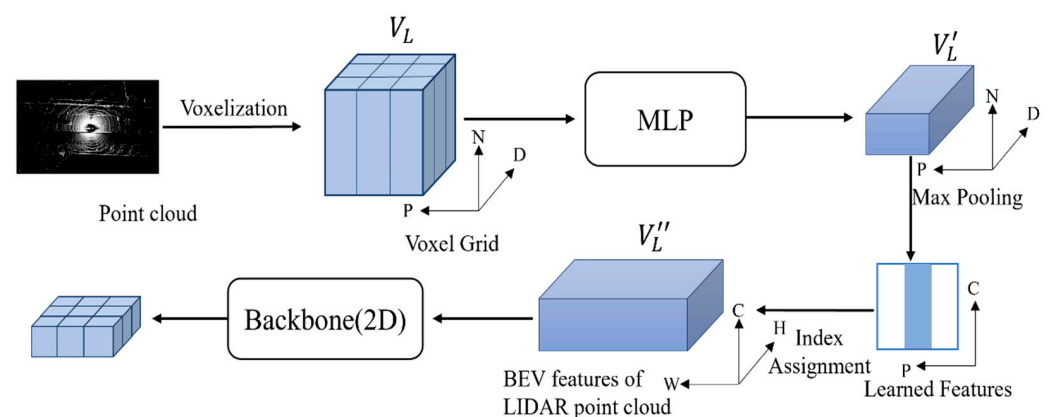 V_L
V_L′
Voxelization
MLP
N
D
P
N
D
P
Point cloud
Voxel Grid
Max Pooling
V_L″
Backbone(2D)
C
H
W
Index
Assignment
C
P
BEV features of
LIDAR point cloud
Learned Features